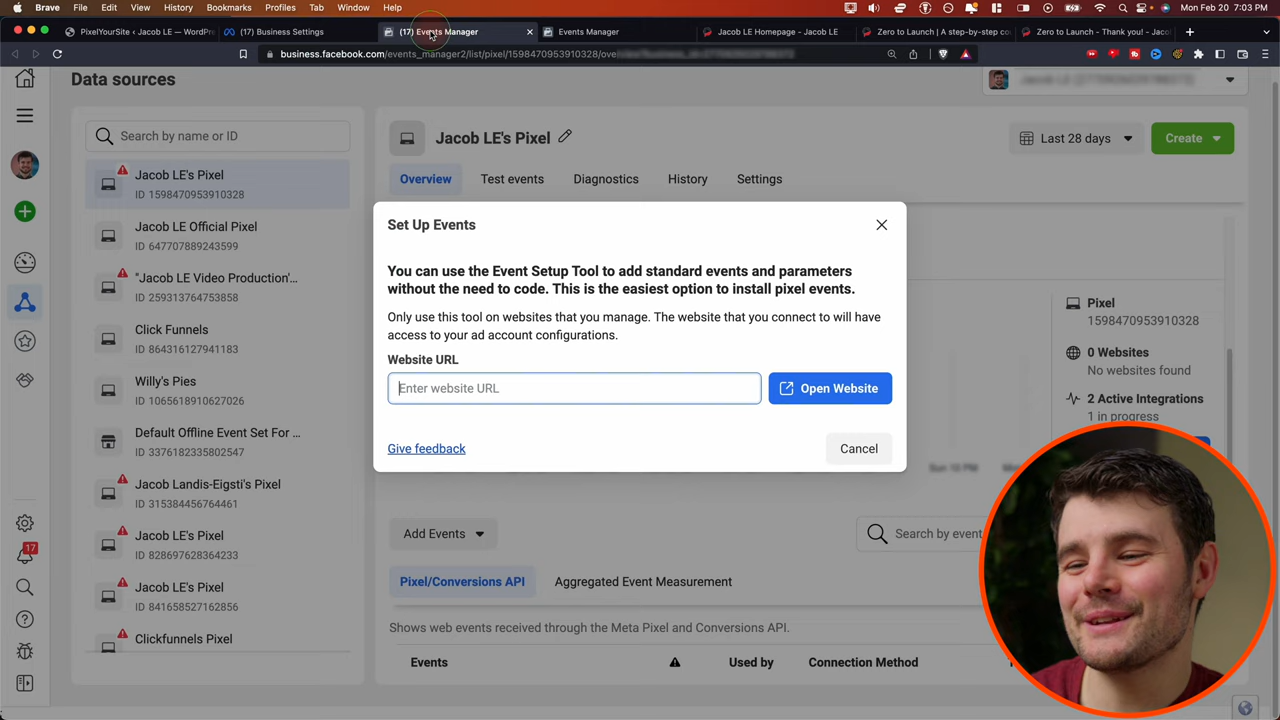 Brave File Edit View History Bookmarks Profiles Tab Window Help
Mon Feb 20 7:03 PM
PixelYourSite ‹ Jacob LE — WordPre
(17) Business Settings
(17) Events Manager
Events Manager
Jacob LE Homepage - Jacob LE
Zero to Launch | A step-by-step co
Zero to Launch - Thank you! - Jaco
business.facebook.com/events_manager2/list/pixel/1598470953910328/ove
Data sources
Search by name or ID
Jacob LE's Pixel
ID 1598470953910328
Jacob LE Official Pixel
ID 647707889243599
"Jacob LE Video Production'...
ID 259313764753858
Click Funnels
ID 864316127941183
Willy's Pies
ID 1065618910627026
Default Offline Event Set For ...
ID 3376182335802547
Jacob Landis-Eigsti's Pixel
ID 315384456764461
Jacob LE's Pixel
ID 828697628364233
Jacob LE's Pixel
ID 841658527162856
Clickfunnels Pixel
17
Jacob LE's Pixel
Last 28 days
Create
Overview
Test events
Diagnostics
History
Settings
Set Up Events
You can use the Event Setup Tool to add standard events and parameters
without the need to code. This is the easiest option to install pixel events.
Only use this tool on websites that you manage. The website that you connect to will have
access to your ad account configurations.
Website URL
Enter website URL
Open Website
Give feedback
Cancel
Pixel
1598470953910328
0 Websites
No websites found
2 Active Integrations
1 in progress
Sun 10 PM
Add Events
Search by even
Pixel/Conversions API
Aggregated Event Measurement
Shows web events received through the Meta Pixel and Conversions API.
Events
Used by
Connection Method